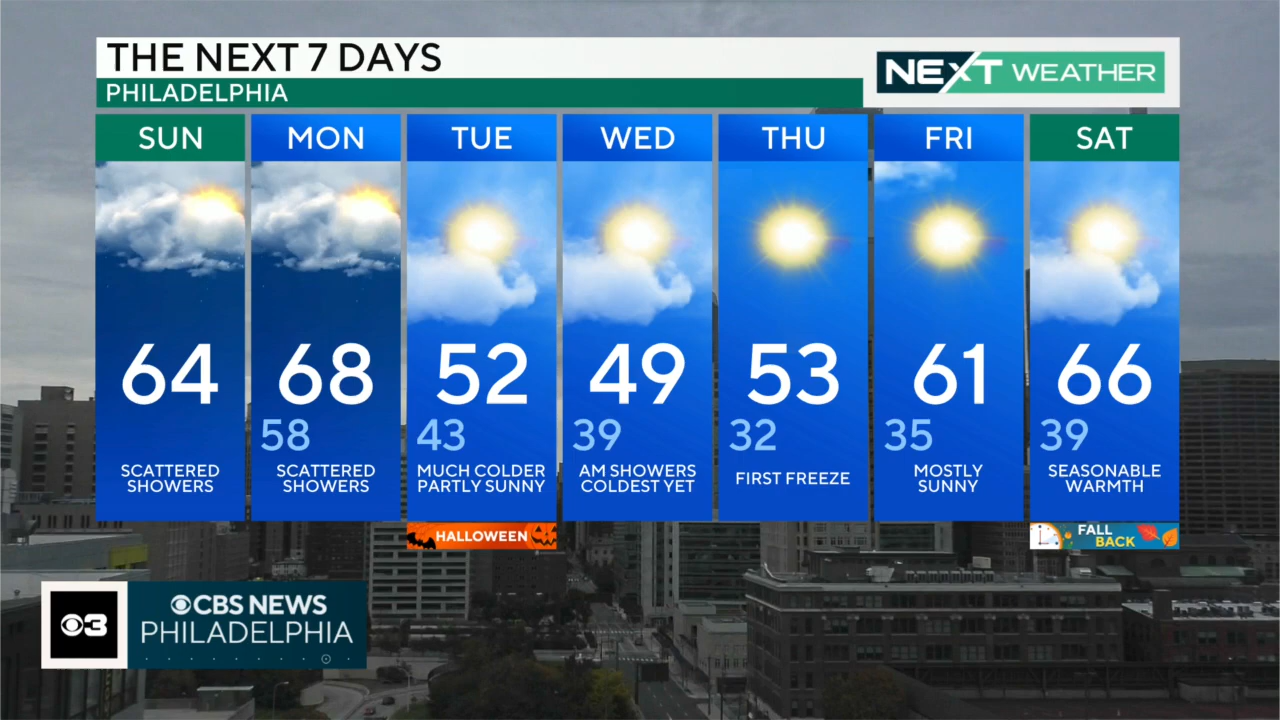 THE NEXT 7 DAYS
PHILADELPHIA
NEXT WEATHER
SUN
MON
TUE
WED
THU
FRI
SAT
64
68
52
49
53
61
66
58
43
39
32
35
39
SCATTERED
SHOWERS
SCATTERED
SHOWERS
MUCH COLDER
PARTLY SUNNY
AM SHOWERS
COLDEST YET
FIRST FREEZE
MOSTLY
SUNNY
SEASONABLE
WARMTH
HALLOWEEN
FALL
BACK
3
CBS NEWS
PHILADELPHIA